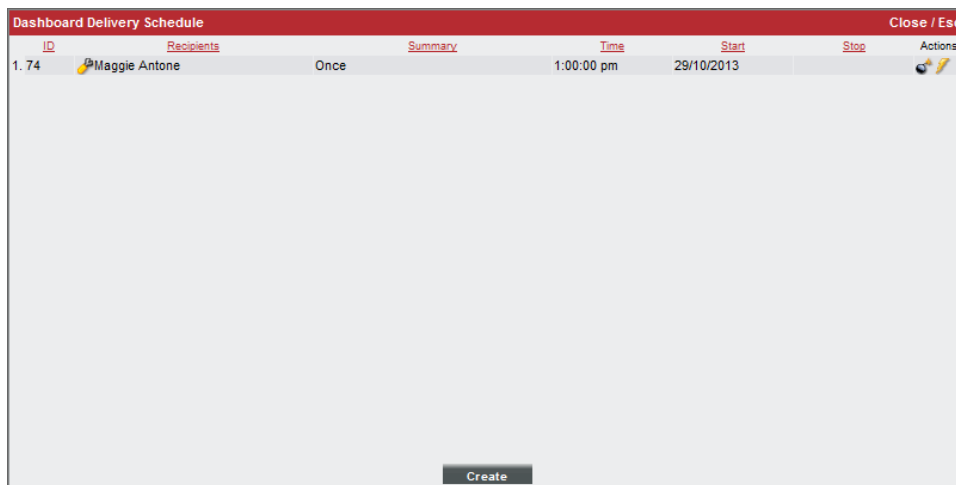 Dashboard Delivery Schedule Close / Esc
ID Recipients Summary Time Start Stop Actions
1. 74 Maggie Antone Once 1:00:00 pm 29/10/2013
Create